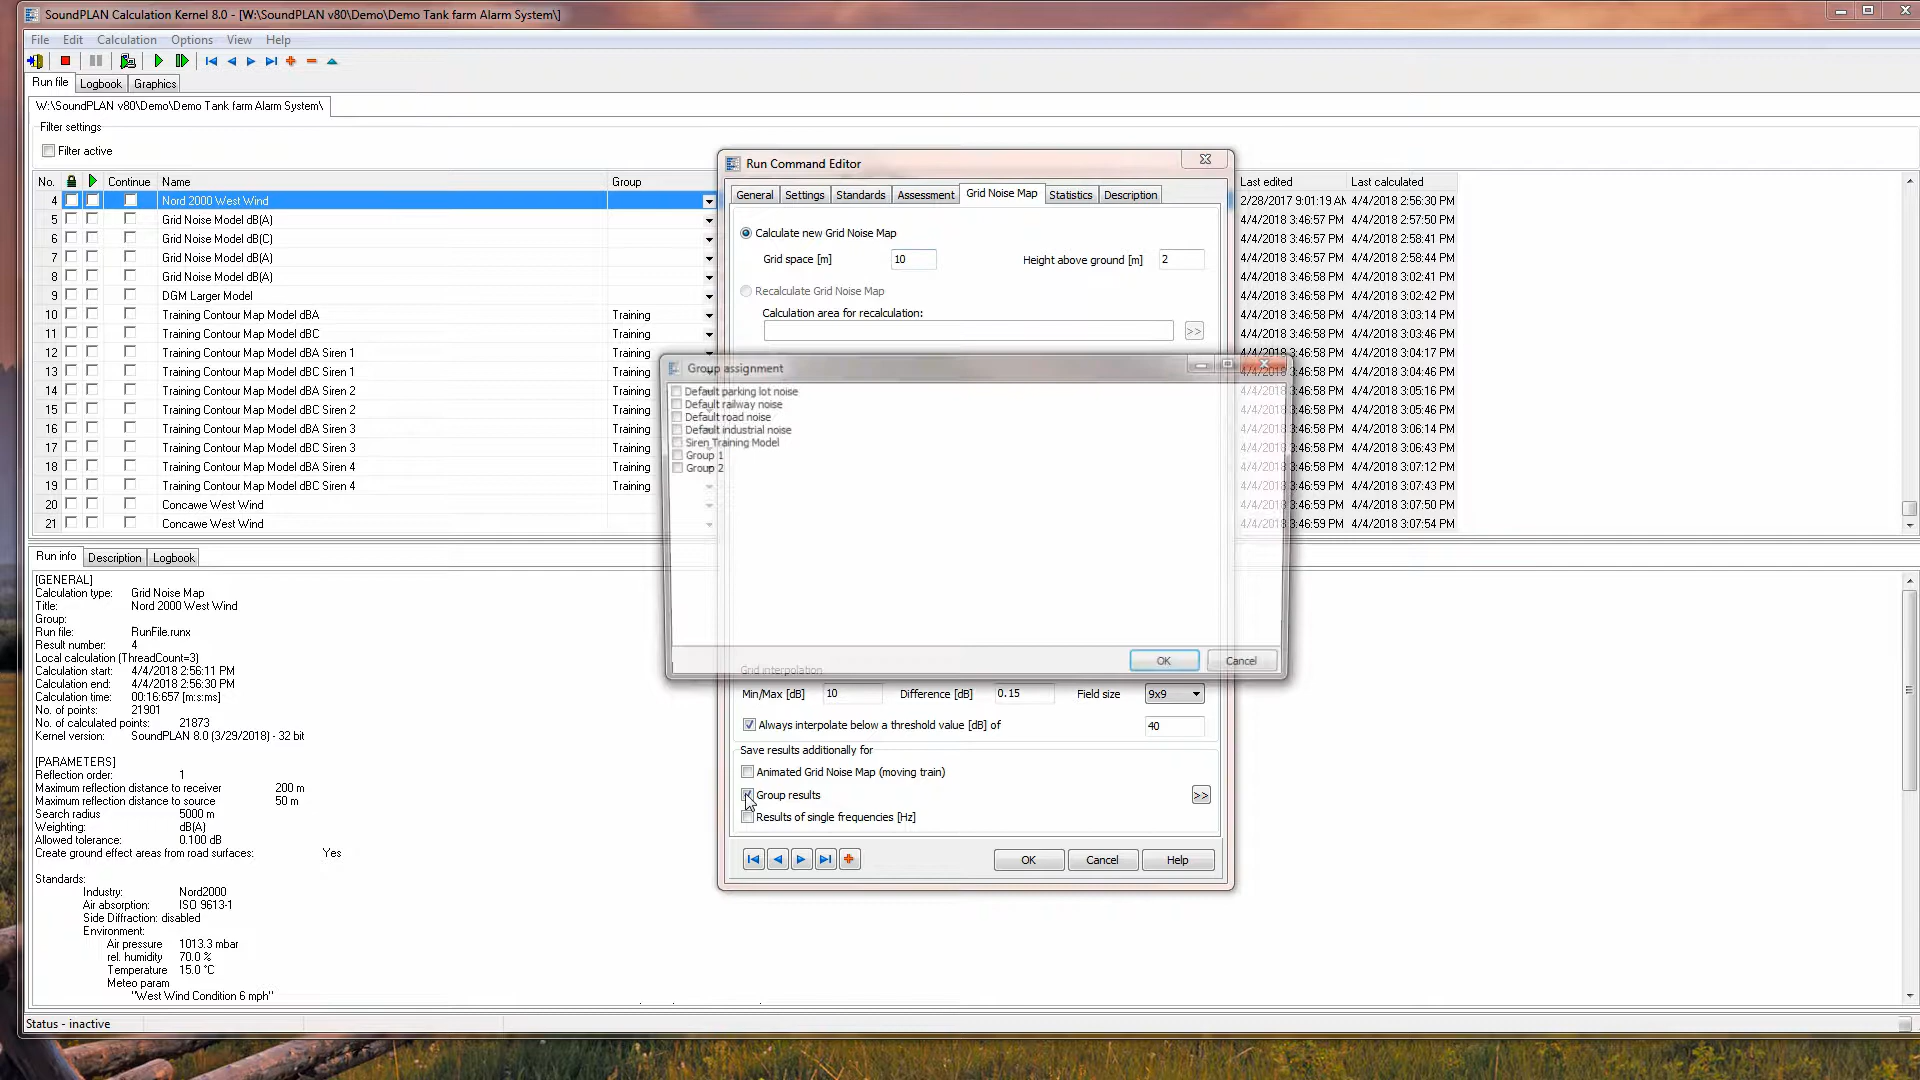 SoundPLAN Calculation Kernel 8.0 - [W:\SoundPLAN v80\Demo\Demo Tank farm Alarm System\]
File Edit Calculation Options View Help
Run file Logbook Graphics
W:\SoundPLAN v80\Demo\Demo Tank farm Alarm System\
Filter settings
Filter active
No. Continue Name Group Last edited Last calculated
4 Nord 2000 West Wind 2/28/2017 9:01:19 AM 4/4/2018 2:56:30 PM
5 Grid Noise Model dB(A) 4/4/2018 3:46:57 PM 4/4/2018 2:57:50 PM
6 Grid Noise Model dB(C) 4/4/2018 3:46:57 PM 4/4/2018 2:58:41 PM
7 Grid Noise Model dB(A) 4/4/2018 3:46:57 PM 4/4/2018 2:58:44 PM
8 Grid Noise Model dB(A) 4/4/2018 3:46:58 PM 4/4/2018 3:02:41 PM
9 DGM Larger Model 4/4/2018 3:46:58 PM 4/4/2018 3:02:42 PM
10 Training Contour Map Model dBA Training 4/4/2018 3:46:58 PM 4/4/2018 3:03:14 PM
11 Training Contour Map Model dBC Training 4/4/2018 3:46:58 PM 4/4/2018 3:03:46 PM
12 Training Contour Map Model dBA Siren 1 Training 4/4/2018 3:46:58 PM 4/4/2018 3:04:17 PM
13 Training Contour Map Model dBC Siren 1 Training 4/4/2018 3:46:58 PM 4/4/2018 3:04:46 PM
14 Training Contour Map Model dBA Siren 2 Training 4/4/2018 3:46:58 PM 4/4/2018 3:05:16 PM
15 Training Contour Map Model dBC Siren 2 Training 4/4/2018 3:46:58 PM 4/4/2018 3:05:46 PM
16 Training Contour Map Model dBA Siren 3 Training 4/4/2018 3:46:58 PM 4/4/2018 3:06:14 PM
17 Training Contour Map Model dBC Siren 3 Training 4/4/2018 3:46:58 PM 4/4/2018 3:06:43 PM
18 Training Contour Map Model dBA Siren 4 Training 4/4/2018 3:46:58 PM 4/4/2018 3:07:12 PM
19 Training Contour Map Model dBC Siren 4 Training 4/4/2018 3:46:59 PM 4/4/2018 3:07:43 PM
20 Concawe West Wind 4/4/2018 3:46:59 PM 4/4/2018 3:07:54 PM
21 Concawe West Wind 4/4/2018 3:46:59 PM 4/4/2018 3:07:54 PM
Run Command Editor
General Settings Standards Assessment Grid Noise Map Statistics Description
Calculate new Grid Noise Map
Grid space [m] 10 Height above ground [m] 2
Recalculate Grid Noise Map
Calculation area for recalculation:
>>
Group assignment
Default parking lot noise
Default railway noise
Default road noise
Default industrial noise
Siren Training Model
Group 1
Group 2
OK Cancel
Grid interpolation
Min/Max [dB] 10 Difference [dB] 0.15 Field size 9x9
Always interpolate below a threshold value [dB] of 40
Save results additionally for
Animated Grid Noise Map (moving train)
Group results >>
Results of single frequencies [Hz]
OK Cancel Help
Run info Description Logbook
[GENERAL]
Calculation type: Grid Noise Map
Title: Nord 2000 West Wind
Group:
Run file: RunFile.runx
Result number: 4
Local calculation (ThreadCount=3)
Calculation start: 4/4/2018 2:56:11 PM
Calculation end: 4/4/2018 2:56:30 PM
Calculation time: 00:16:657 [m:s:ms]
No. of points: 21901
No. of calculated points: 21873
Kernel version: SoundPLAN 8.0 (3/29/2018) - 32 bit
[PARAMETERS]
Reflection order: 1
Maximum reflection distance to receiver 200 m
Maximum reflection distance to source 50 m
Search radius 5000 m
Weighting: dB(A)
Allowed tolerance: 0.100 dB
Create ground effect areas from road surfaces: Yes
Standards:
Industry: Nord2000
Air absorption: ISO 9613-1
Side Diffraction: disabled
Environment:
Air pressure 1013.3 mbar
rel. humidity 70.0 %
Temperature 15.0 °C
Meteo param
"West Wind Condition 6 mph"
Status - inactive